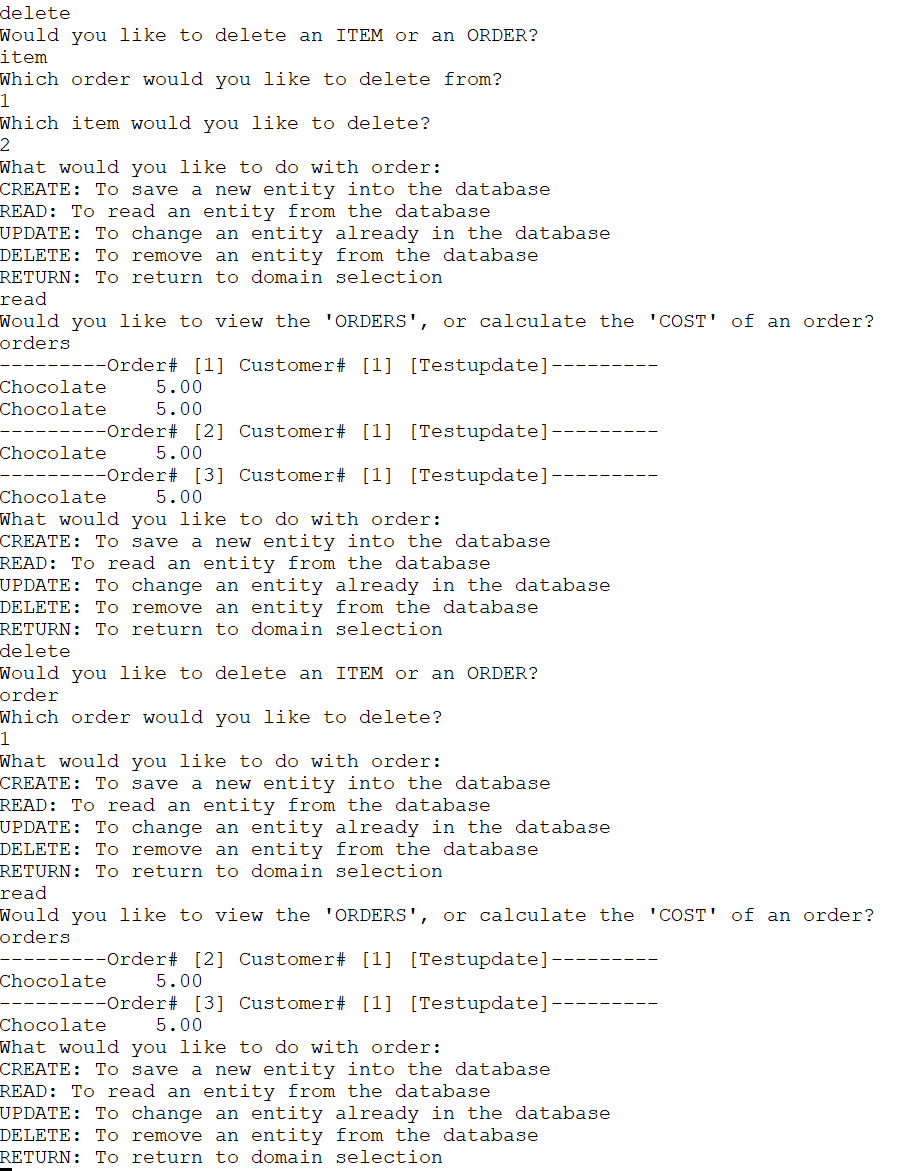 delete
Would you like to delete an ITEM or an ORDER?
item
Which order would you like to delete from?
1
Which item would you like to delete?
2
What would you like to do with order:
CREATE: To save a new entity into the database
READ: To read an entity from the database
UPDATE: To change an entity already in the database
DELETE: To remove an entity from the database
RETURN: To return to domain selection
read
Would you like to view the 'ORDERS', or calculate the 'COST' of an order?
orders
---------Order# [1] Customer# [1] [Testupdate]---------
Chocolate    5.00
Chocolate    5.00
---------Order# [2] Customer# [1] [Testupdate]---------
Chocolate    5.00
---------Order# [3] Customer# [1] [Testupdate]---------
Chocolate    5.00
What would you like to do with order:
CREATE: To save a new entity into the database
READ: To read an entity from the database
UPDATE: To change an entity already in the database
DELETE: To remove an entity from the database
RETURN: To return to domain selection
delete
Would you like to delete an ITEM or an ORDER?
order
Which order would you like to delete?
1
What would you like to do with order:
CREATE: To save a new entity into the database
READ: To read an entity from the database
UPDATE: To change an entity already in the database
DELETE: To remove an entity from the database
RETURN: To return to domain selection
read
Would you like to view the 'ORDERS', or calculate the 'COST' of an order?
orders
---------Order# [2] Customer# [1] [Testupdate]---------
Chocolate    5.00
---------Order# [3] Customer# [1] [Testupdate]---------
Chocolate    5.00
What would you like to do with order:
CREATE: To save a new entity into the database
READ: To read an entity from the database
UPDATE: To change an entity already in the database
DELETE: To remove an entity from the database
RETURN: To return to domain selection